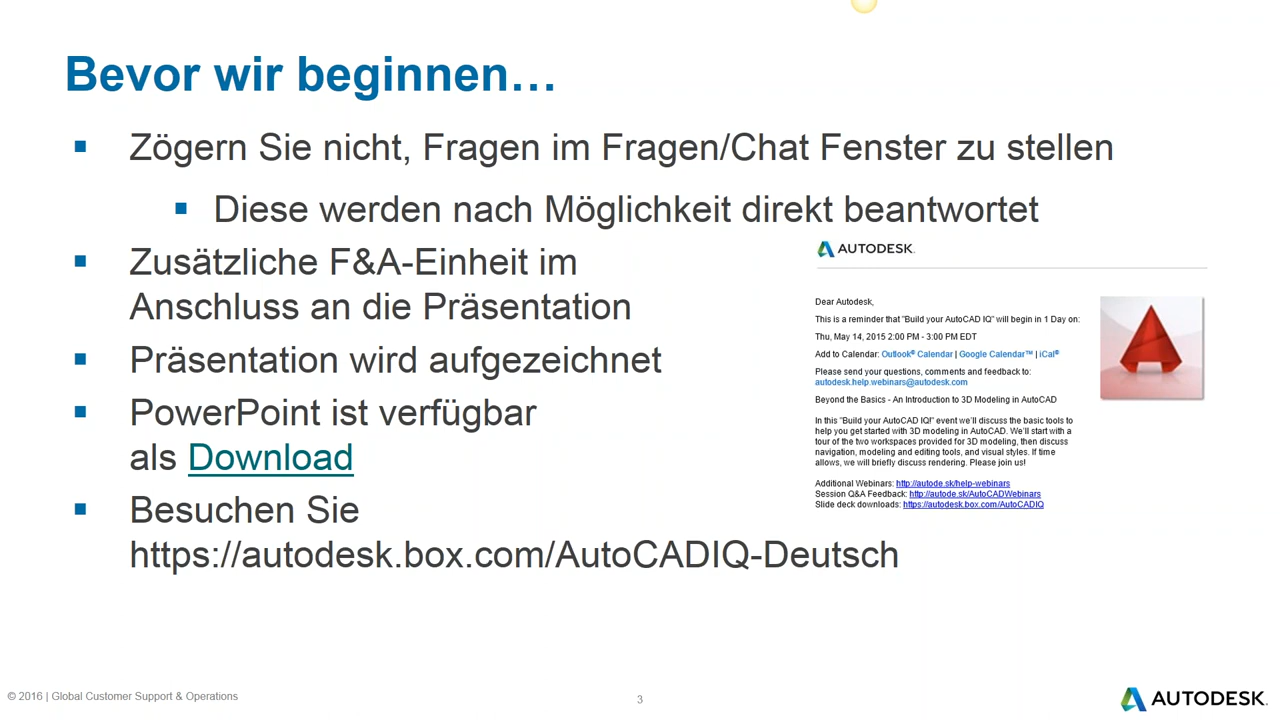 Bevor wir beginnen…
Zögern Sie nicht, Fragen im Fragen/Chat Fenster zu stellen
Diese werden nach Möglichkeit direkt beantwortet
Zusätzliche F&A-Einheit im
Anschluss an die Präsentation
Präsentation wird aufgezeichnet
PowerPoint ist verfügbar
als Download
Besuchen Sie
https://autodesk.box.com/AutoCADIQ-Deutsch
AUTODESK.
Dear Autodesk,
This is a reminder that "Build your AutoCAD IQ" will begin in 1 Day on:
Thu, May 14, 2015 2:00 PM - 3:00 PM EDT
Add to Calendar: Outlook® Calendar | Google Calendar™ | iCal®
Please send your questions, comments and feedback to:
autodesk.help.webinars@autodesk.com
Beyond the Basics - An Introduction to 3D Modeling in AutoCAD
In this "Build your AutoCAD IQ!" event we'll discuss the basic tools to
help you get started with 3D modeling in AutoCAD. We'll start with a
tour of the two workspaces provided for 3D modeling, then discuss
navigation, modeling and editing tools, and visual styles. If time
allows, we will briefly discuss rendering. Please join us!
Additional Webinars: http://autode.sk/help-webinars
Session Q&A Feedback: http://autode.sk/AutoCADWebinars
Slide deck downloads: https://autodesk.box.com/AutoCADIQ
© 2016 | Global Customer Support & Operations
3
AUTODESK.